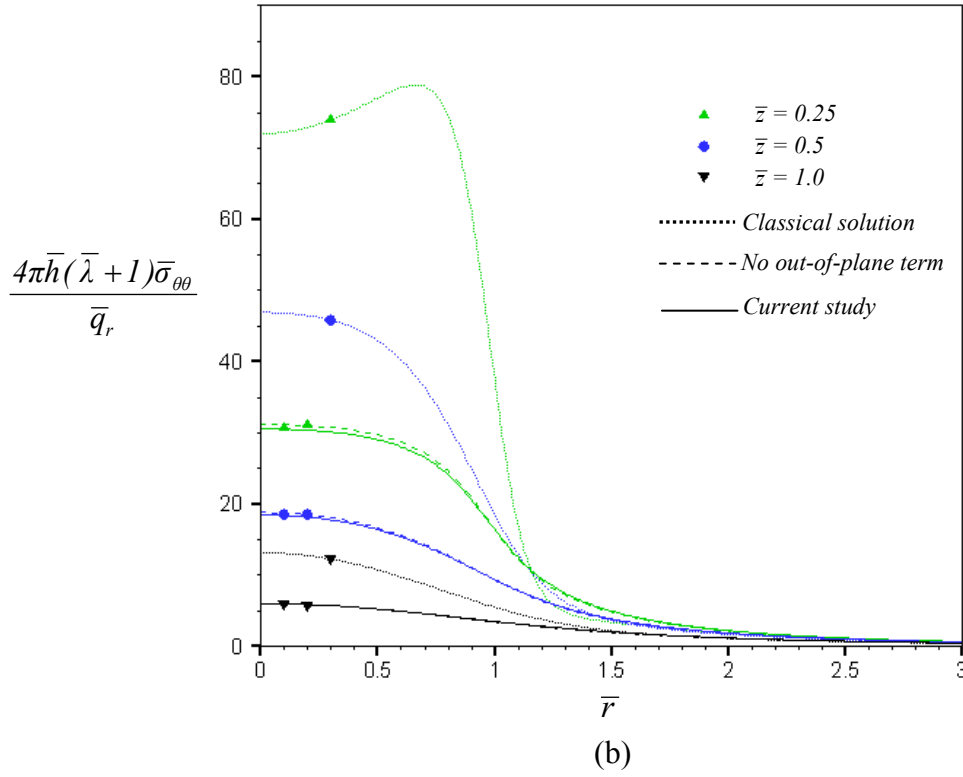 80
60
40
20
0
0
0.5
1
1.5
2
2.5
3
z̅ = 0.25
z̅ = 0.5
z̅ = 1.0
Classical solution
No out-of-plane term
Current study
4πh̅(λ̅+1)σ̅θθ
q̅r
r̅
(b)